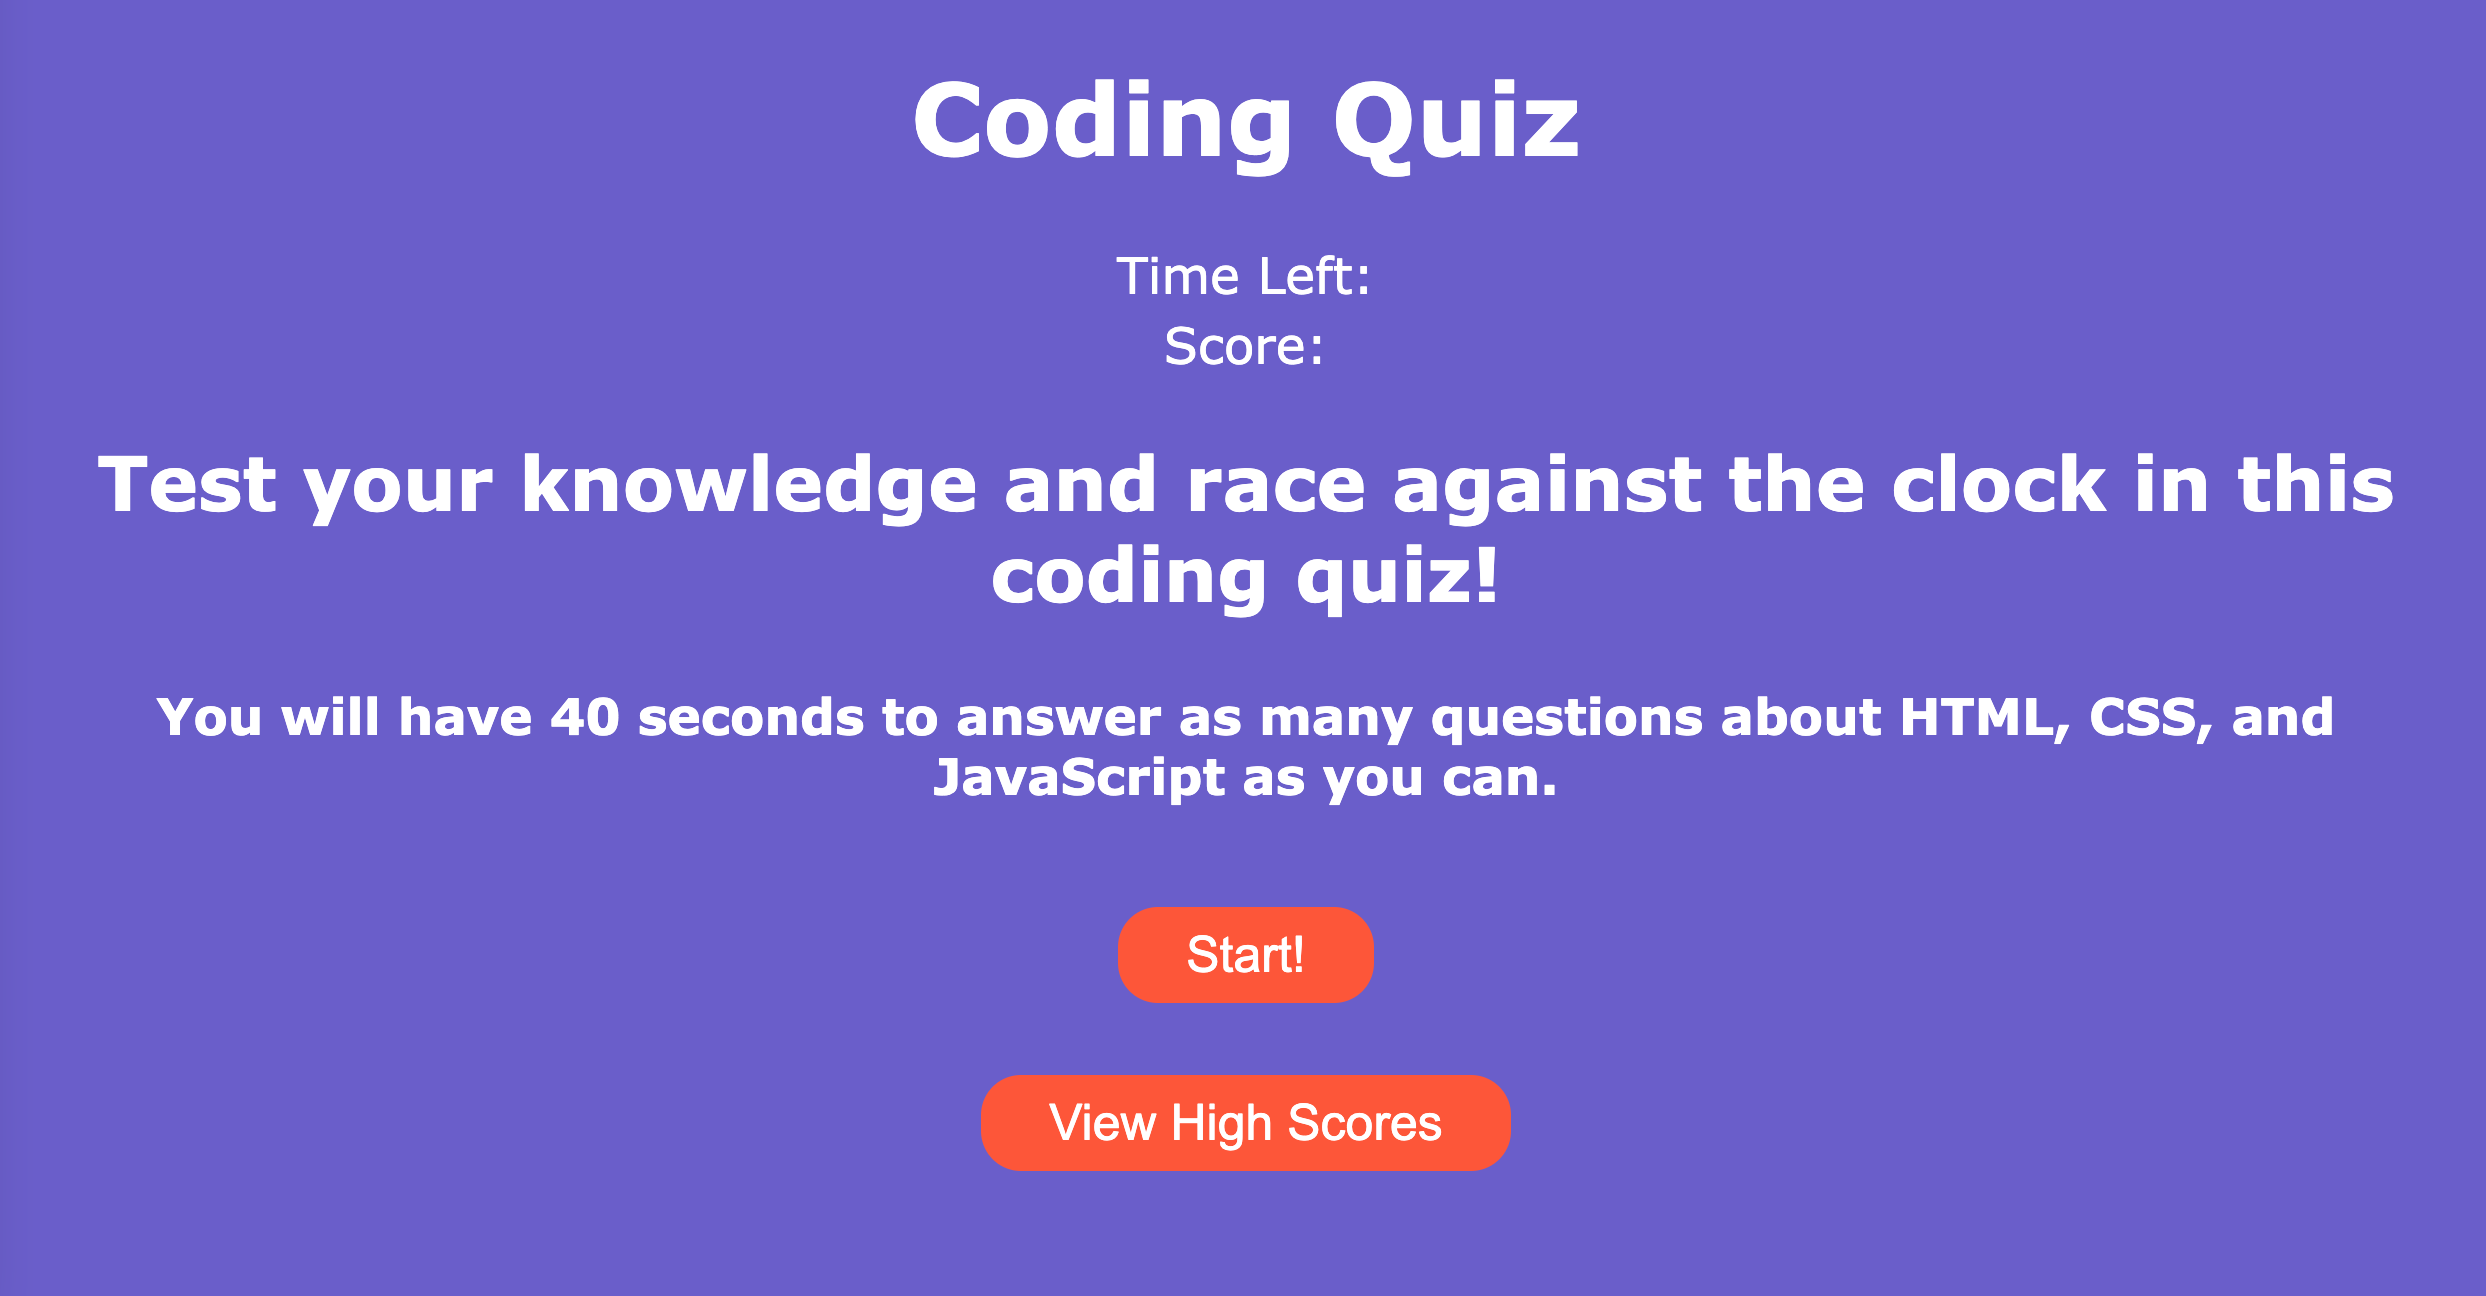 Coding Quiz
Time Left:
Score:
Test your knowledge and race against the clock in this
coding quiz!
You will have 40 seconds to answer as many questions about HTML, CSS, and
JavaScript as you can.
Start!
View High Scores